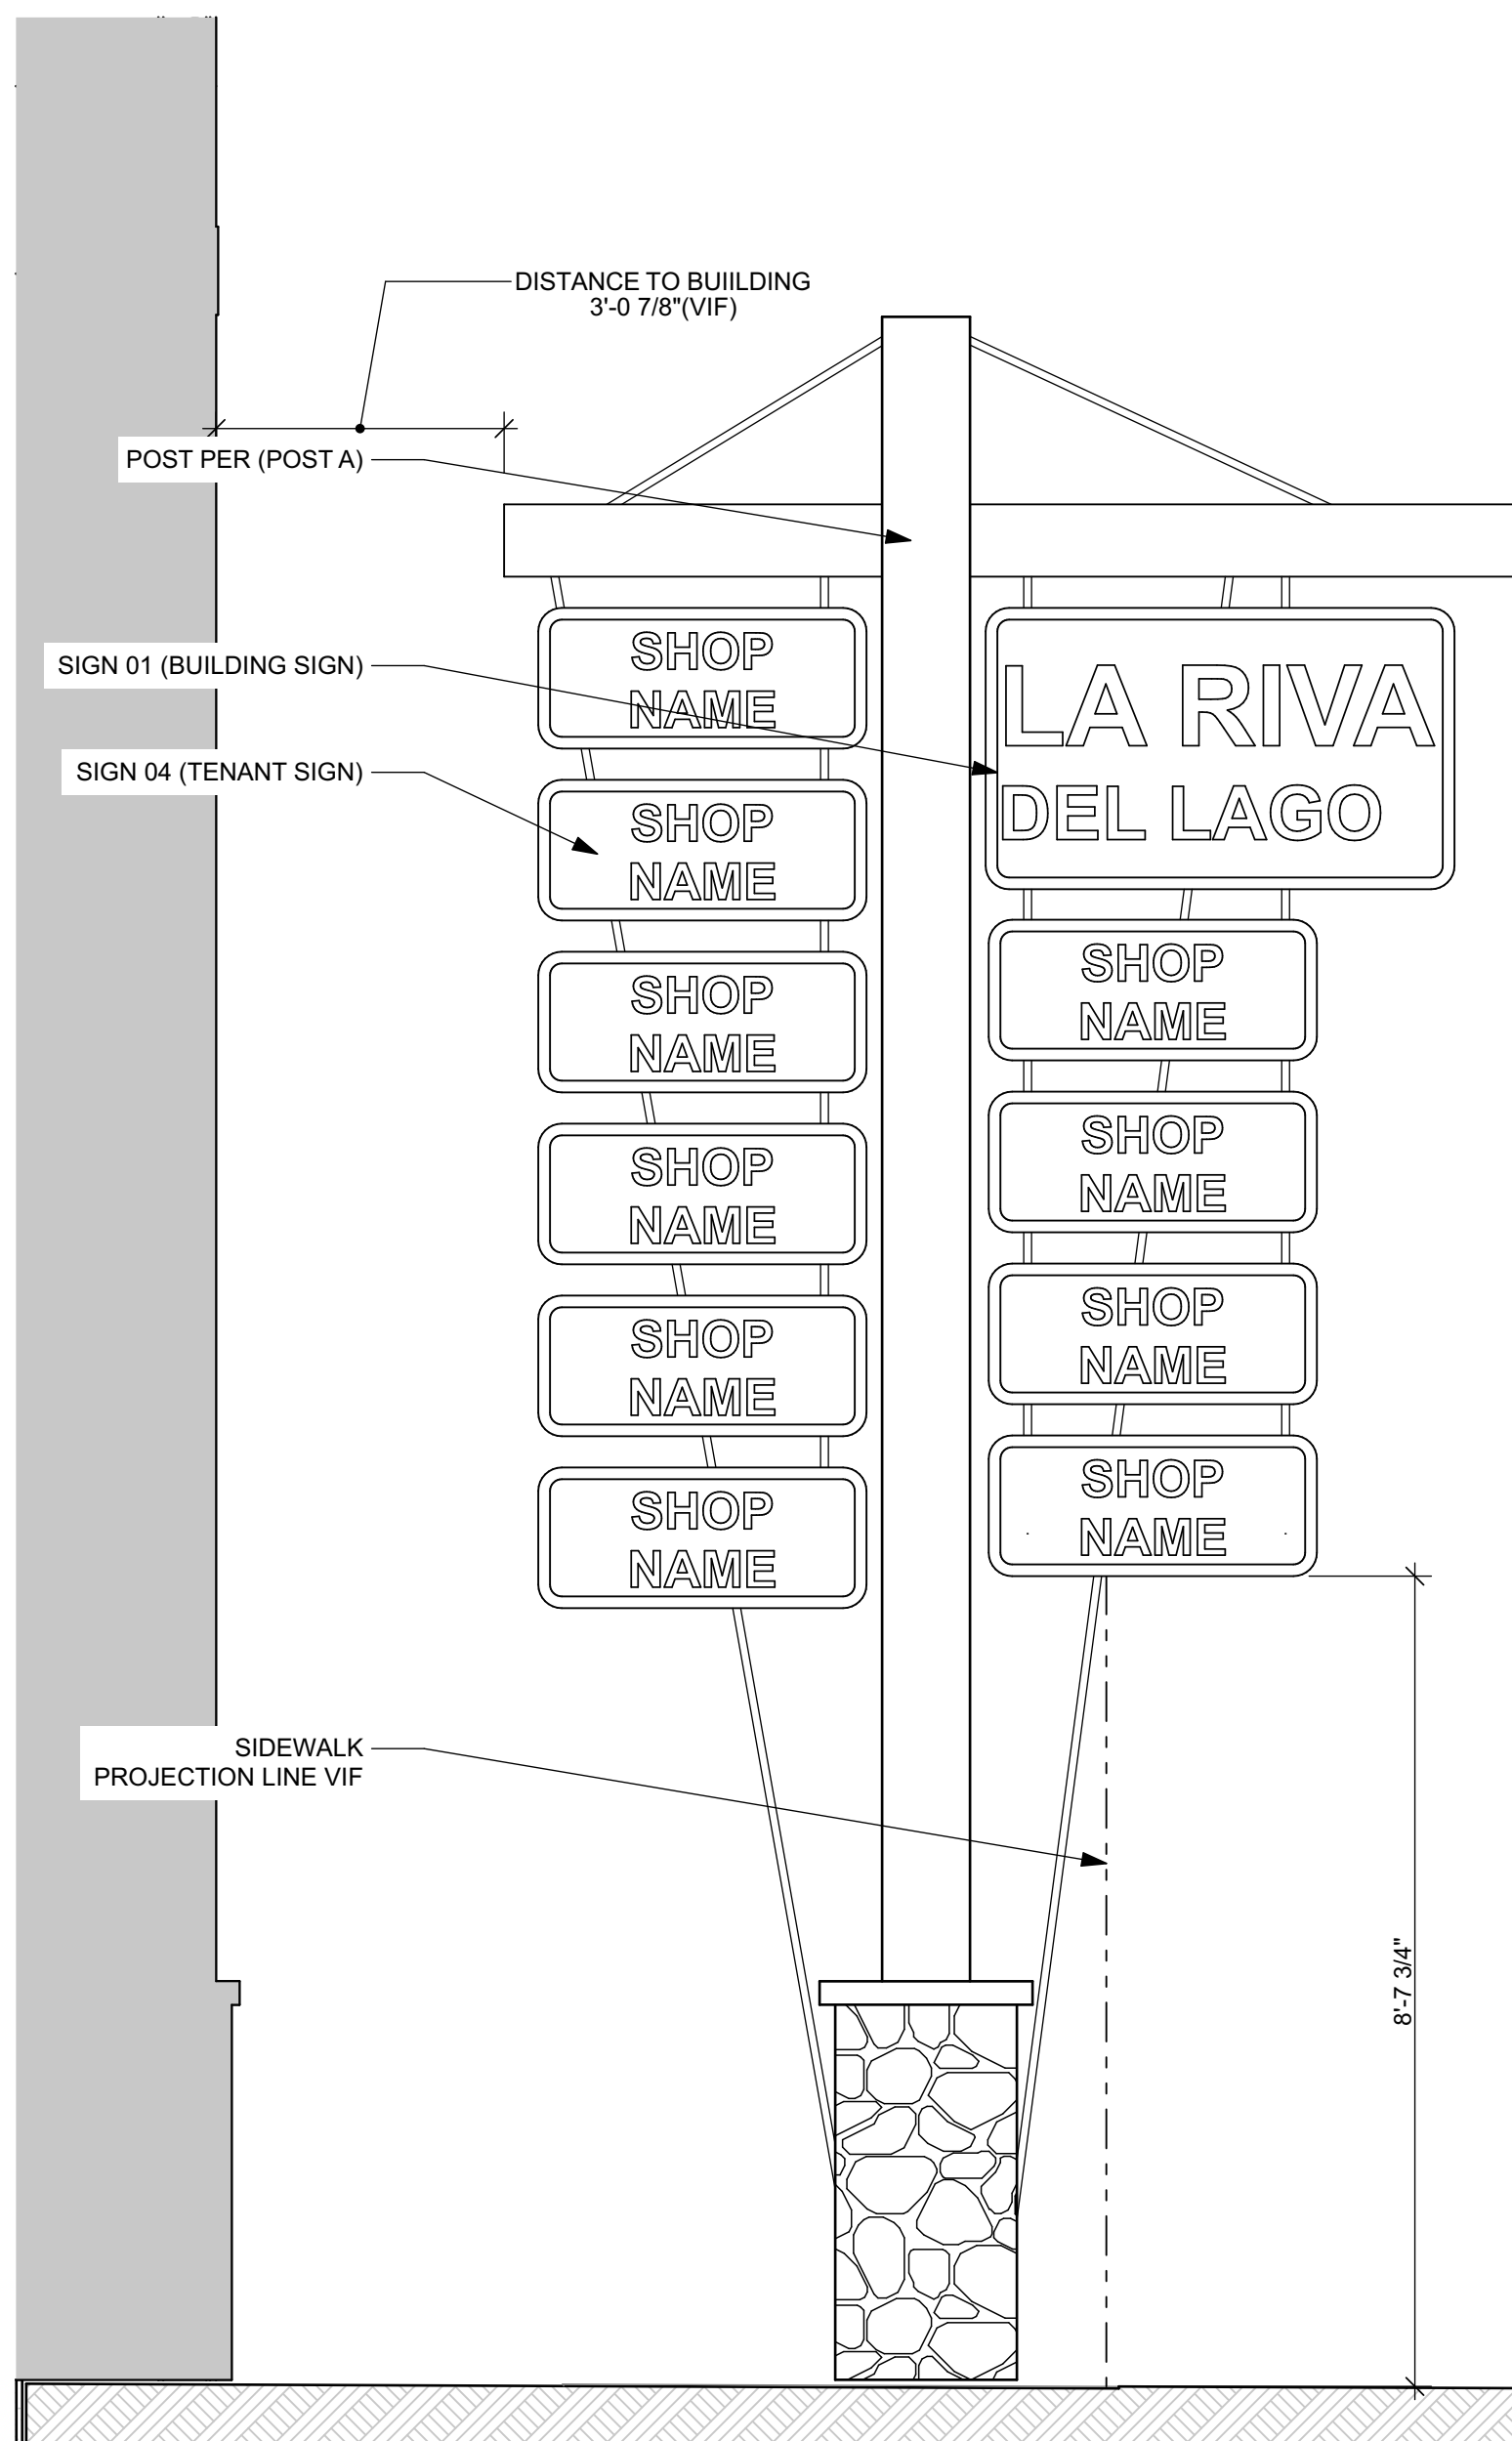 DISTANCE TO BUIILDING
3'-0 7/8"(VIF)
POST PER (POST A)
SIGN 01 (BUILDING SIGN)
SIGN 04 (TENANT SIGN)
SHOP
NAME
SHOP
NAME
SHOP
NAME
SHOP
NAME
SHOP
NAME
SHOP
NAME
LA RIVA
DEL LAGO
SHOP
NAME
SHOP
NAME
SHOP
NAME
SHOP
NAME
SIDEWALK
PROJECTION LINE VIF
8'-7 3/4"